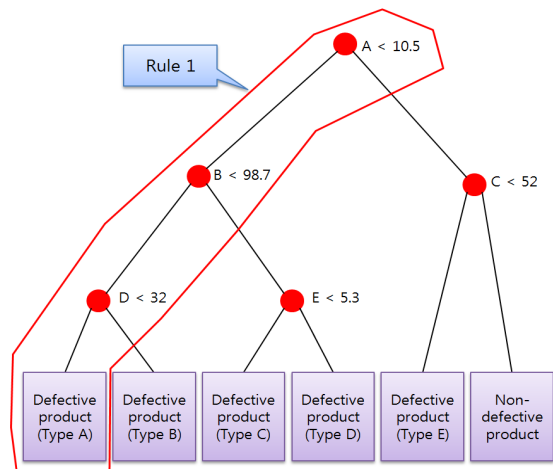 A < 10.5
Rule 1
B < 98.7
C < 52
D < 32
E < 5.3
Defective
product
(Type A)
Defective
product
(Type B)
Defective
product
(Type C)
Defective
product
(Type D)
Defective
product
(Type E)
Non-
defective
product